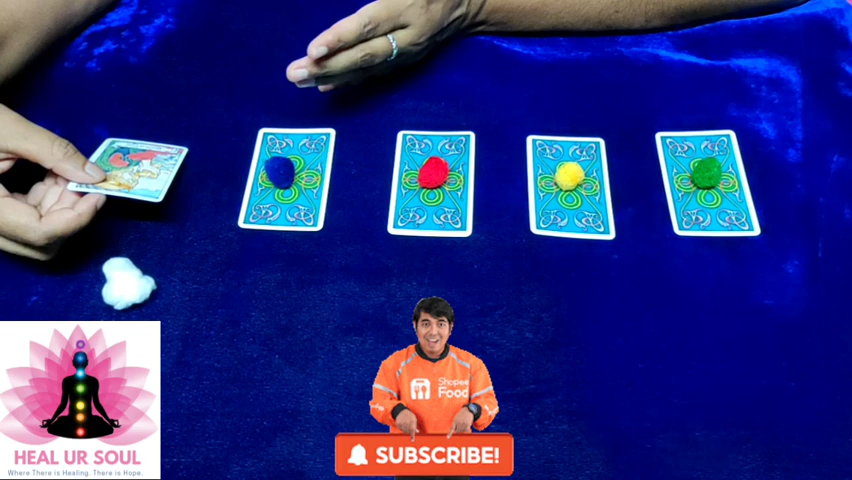 Shopee
Food
SUBSCRIBE!
HEAL UR SOUL
Where There is Healing. There is Hope.